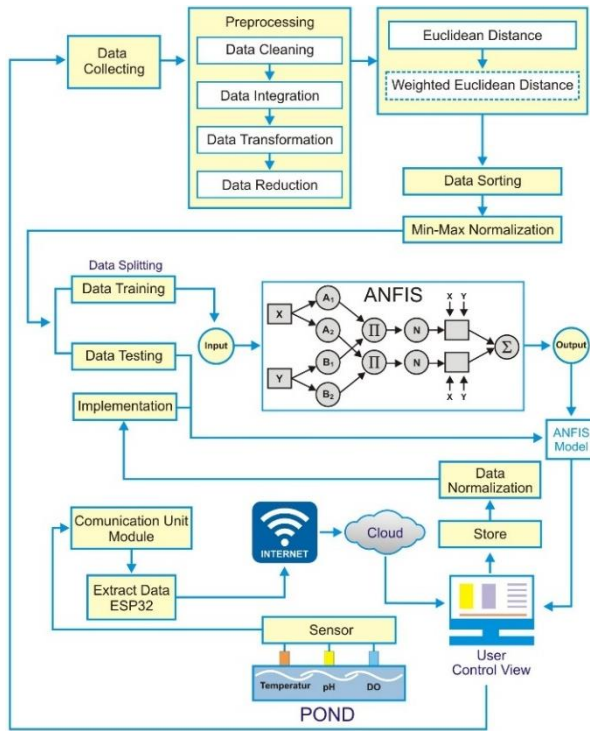 Preprocessing
Data
Collecting
Data Cleaning
Data Integration
Data Transformation
Data Reduction
Euclidean Distance
Weighted Euclidean Distance
Data Sorting
Min-Max Normalization
Data Splitting
Data Training
Data Testing
Input
ANFIS
X
Y
A1
A2
B1
B2
Π
Π
N
N
X Y
X Y
Σ
Output
Implementation
ANFIS
Model
Data
Normalization
Comunication Unit
Module
INTERNET
Cloud
Store
Extract Data
ESP32
Sensor
User
Control View
Temperatur pH DO
POND